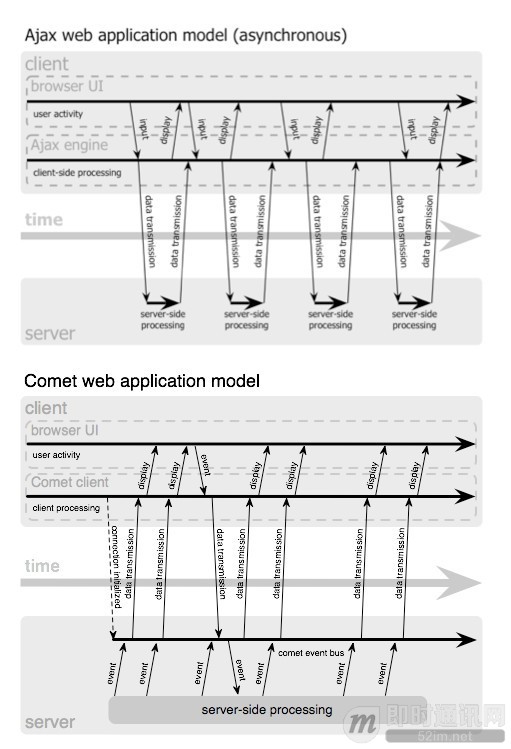 Ajax web application model (asynchronous)
client
browser UI
user activity
input
display
input
display
input
display
input
display
Ajax engine
client-side processing
data transmission
data transmission
data transmission
data transmission
data transmission
data transmission
data transmission
data transmission
time
server-side
processing
server-side
processing
server-side
processing
server-side
processing
server
Comet web application model
client
browser UI
user activity
display
display
event
display
display
display
display
Comet client
client processing
connection initialized
data transmission
data transmission
data transmission
data transmission
data transmission
data transmission
data transmission
time
event
event
event
event
comet event bus
event
event
server-side processing
server
即时通讯网
52im.net